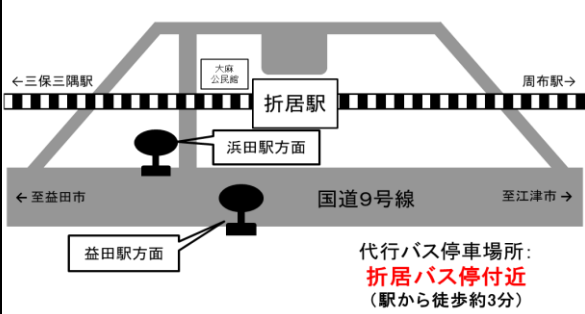 大麻
公民館
←三保三隅駅
周布駅→
折居駅
浜田駅方面
←至益田市
国道9号線
至江津市→
益田駅方面
代行バス停車場所:
折居バス停付近
（駅から徒歩約3分）